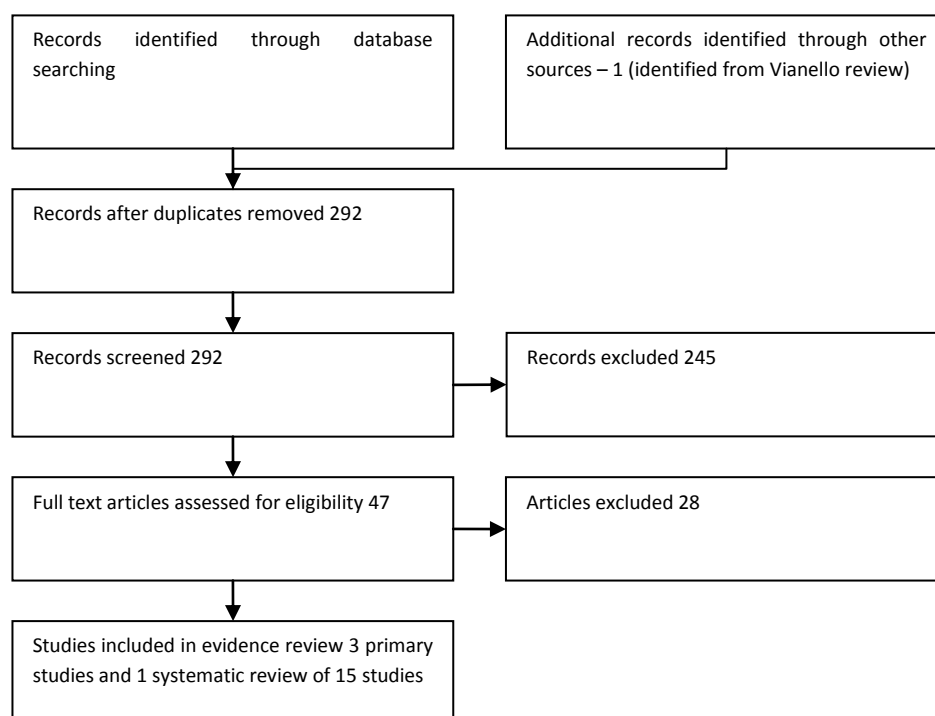 Records identified through database
searching
Additional records identified through other
sources – 1 (identified from Vianello review)
Records after duplicates removed 292
Records screened 292
Records excluded 245
Full text articles assessed for eligibility 47
Articles excluded 28
Studies included in evidence review 3 primary
studies and 1 systematic review of 15 studies